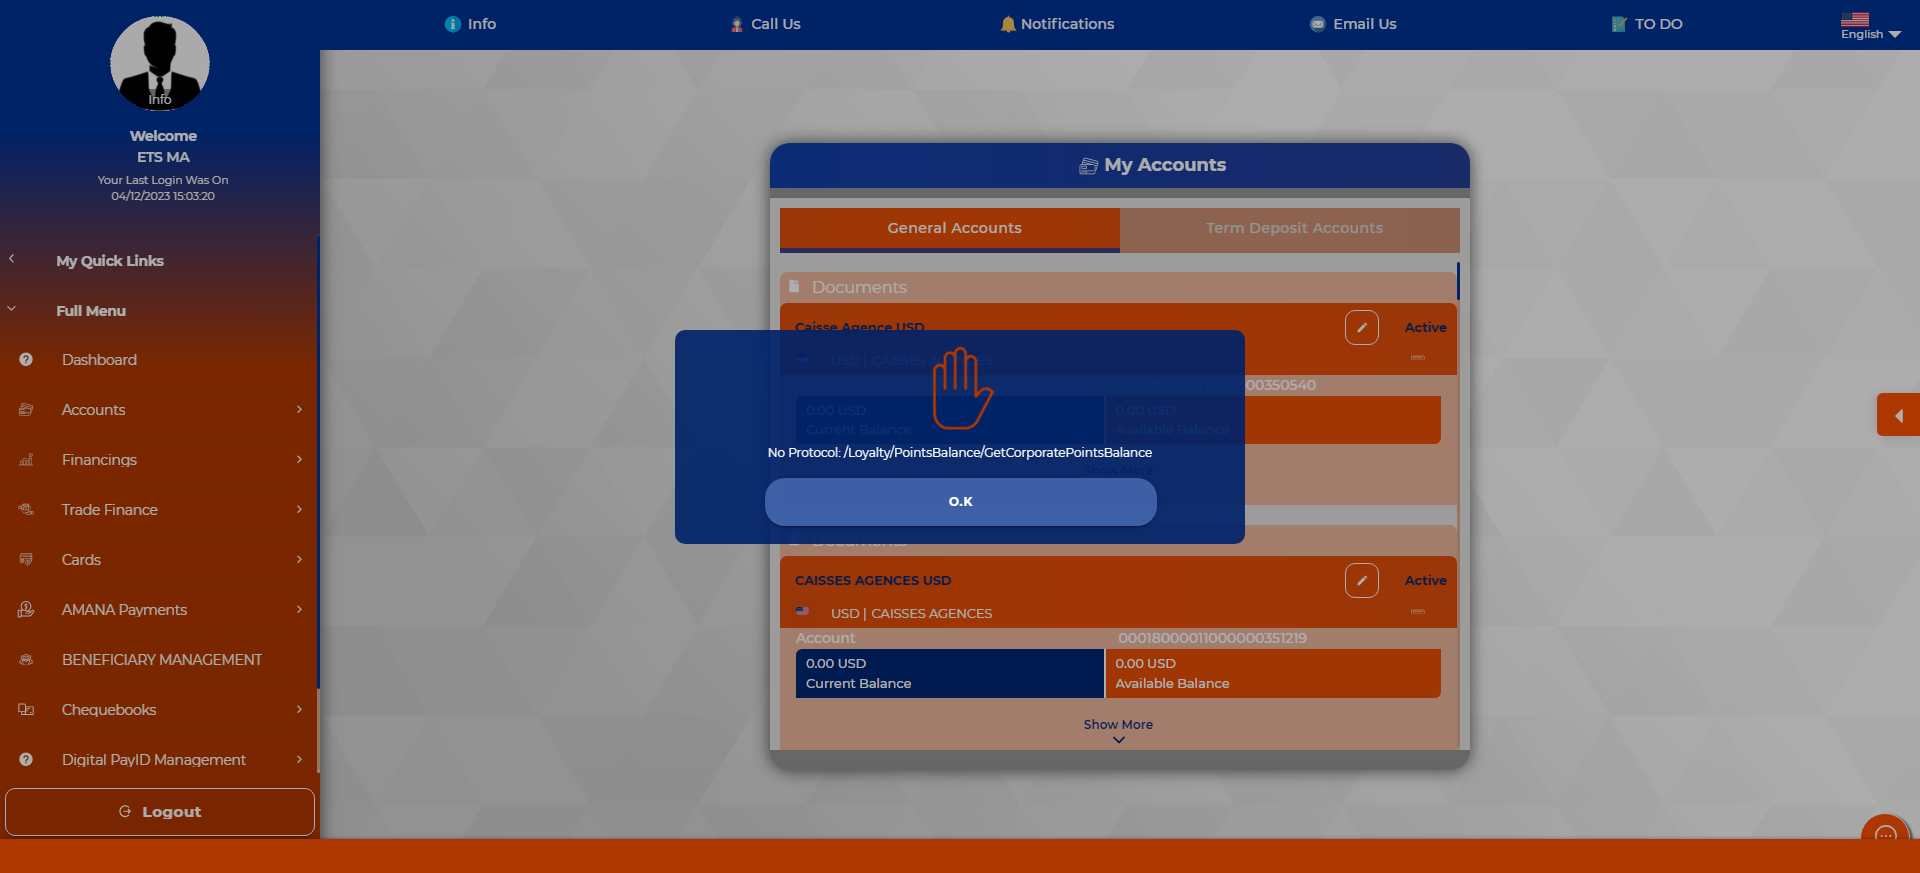 Info
Call Us
Notifications
Email Us
TO DO
English
Info
Welcome
ETS MA
Your Last Login Was On
04/12/2023 15:03:20
My Quick Links
Full Menu
Dashboard
Accounts
Financings
Trade Finance
Cards
AMANA Payments
BENEFICIARY MANAGEMENT
Chequebooks
Digital PayID Management
Logout
My Accounts
General Accounts
Term Deposit Accounts
Documents
Caisse Agence USD
Active
USD | CAISSES AGENCES
Account
000350540
0.00 USD
Current Balance
0.00 USD
Available Balance
Show More
No Protocol: /Loyalty/PointsBalance/GetCorporatePointsBalance
O.K
Documents
CAISSES AGENCES USD
Active
USD | CAISSES AGENCES
Account
00018000011000000351219
0.00 USD
Current Balance
0.00 USD
Available Balance
Show More